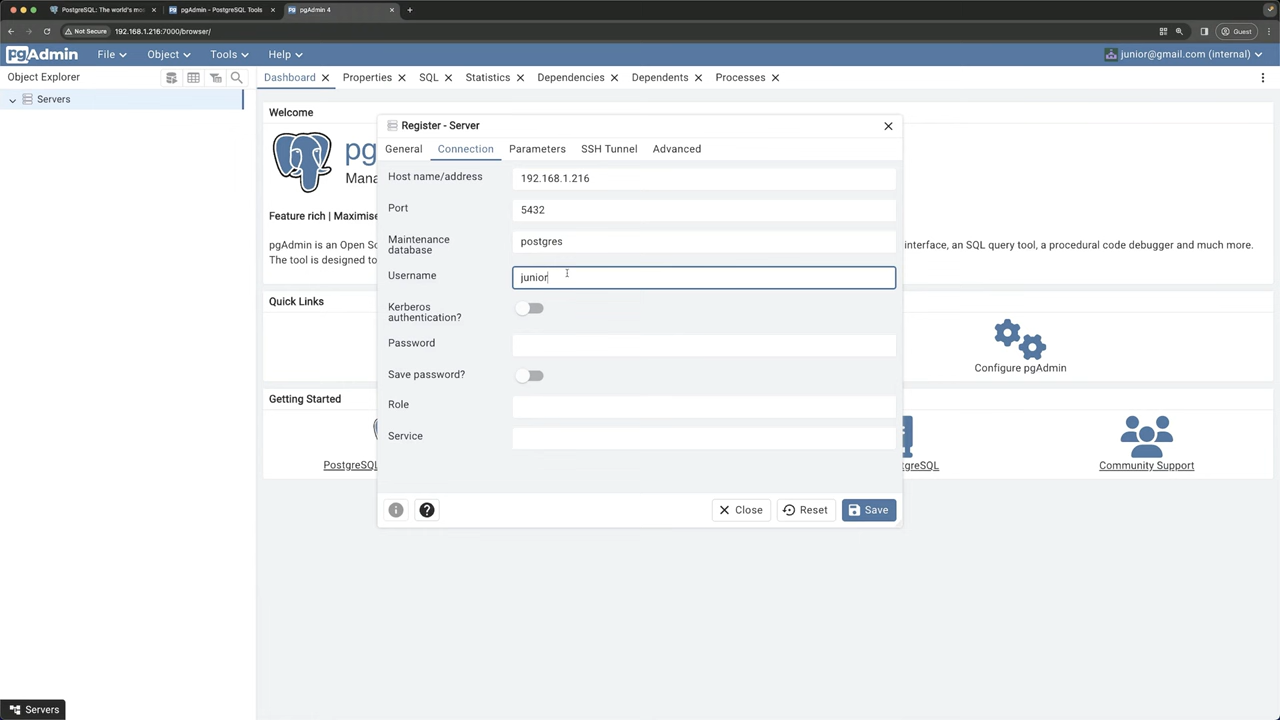 PostgreSQL: The world's mos
pgAdmin - PostgreSQL Tools
pgAdmin 4
Not Secure
192.168.1.216:7000/browser/
Guest
pgAdmin
File
Object
Tools
Help
junior@gmail.com (internal)
Object Explorer
Dashboard
Properties
SQL
Statistics
Dependencies
Dependents
Processes
Servers
Welcome
pg
Mana
Feature rich | Maximise
pgAdmin is an Open So
interface, an SQL query tool, a procedural code debugger and much more.
The tool is designed to
Quick Links
Configure pgAdmin
Getting Started
PostgreSQL
greSQL
Community Support
Register - Server
General
Connection
Parameters
SSH Tunnel
Advanced
Host name/address
192.168.1.216
Port
5432
Maintenance
database
postgres
Username
junior
Kerberos
authentication?
Password
Save password?
Role
Service
Close
Reset
Save
Servers